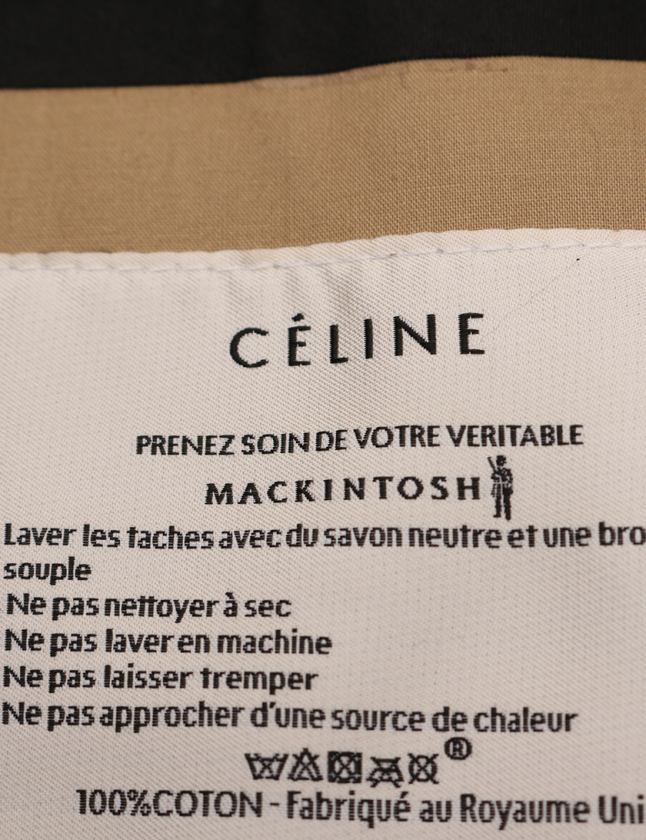 CÉLINE
PRENEZ SOIN DE VOTRE VERITABLE
MACKINTOSH
Laver les taches avec du savon neutre et une bro
souple
Ne pas nettoyer à sec
Ne pas laver en machine
Ne pas laisser tremper
Ne pas approcher d'une source de chaleur
®
100%COTON - Fabriqué au Royaume Uni